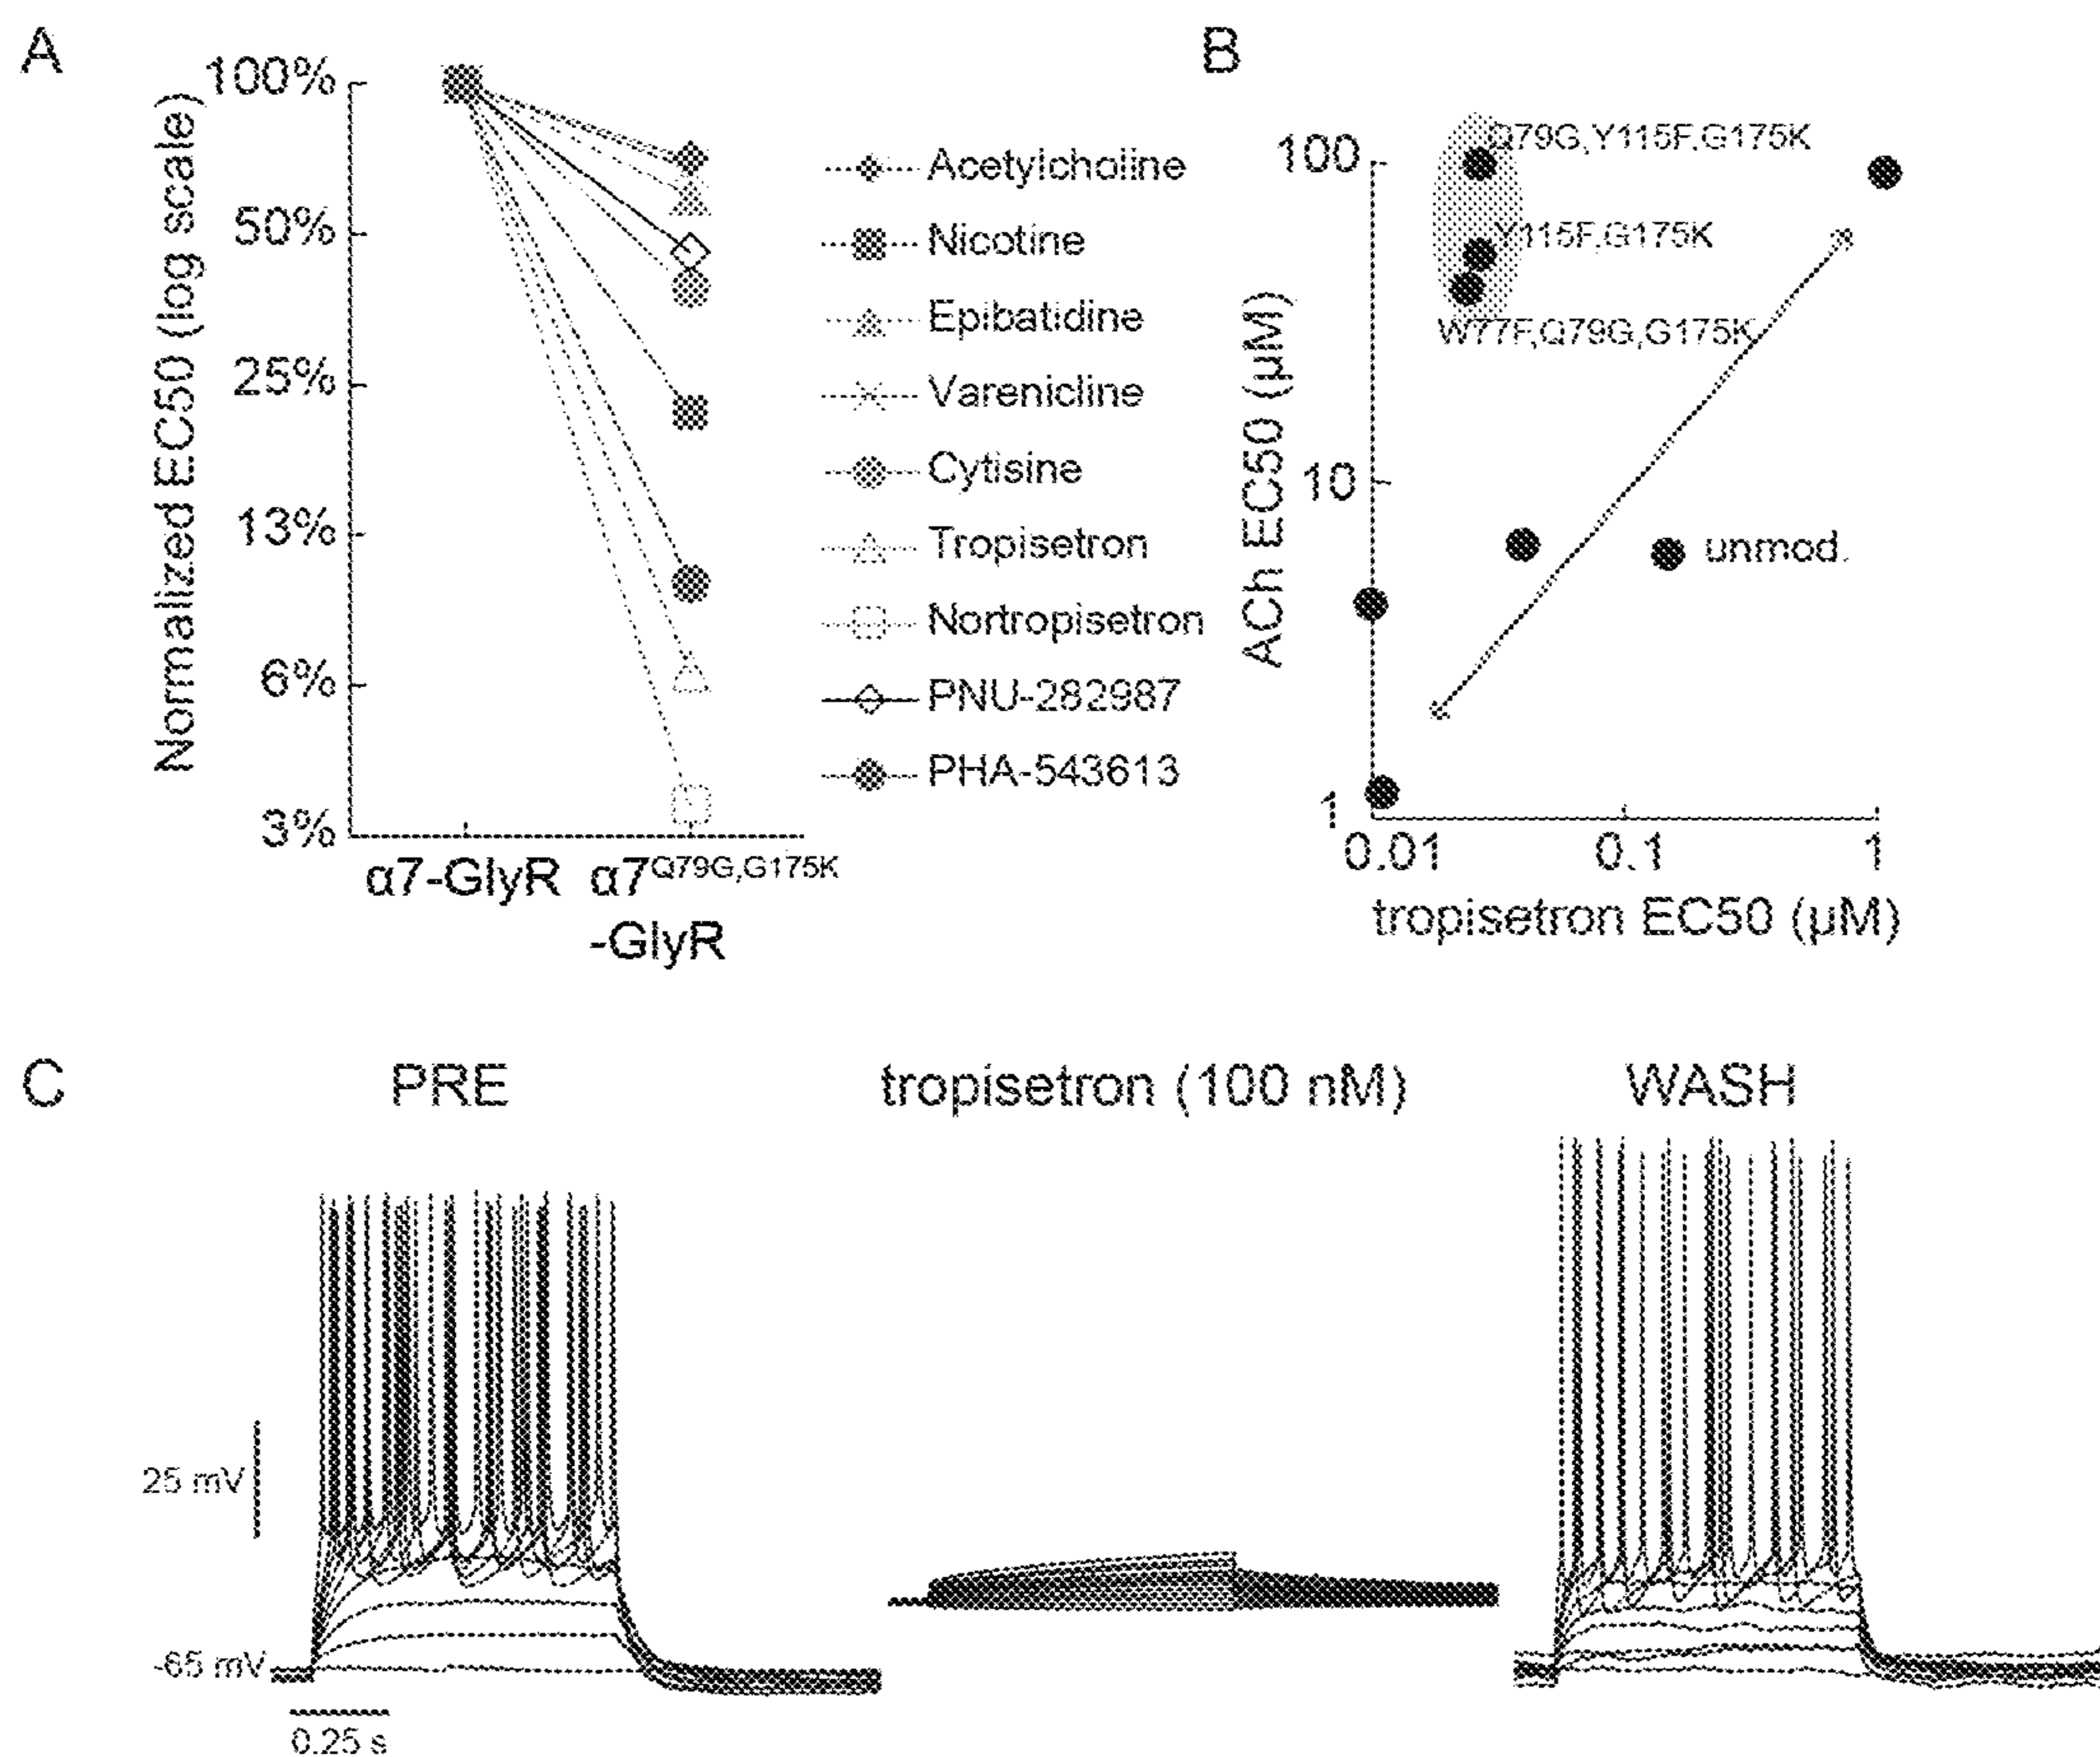 A
Normalized EC50 (log scale)
100%
50%
25%
13%
6%
3%
α7-GlyR
α7Q79G,G175K
-GlyR
Acetylcholine
Nicotine
Epibatidine
Varenicline
Cytisine
Tropisetron
Nortropisetron
PNU-282987
PHA-543613
B
ACh EC50 (µM)
100
10
1
Q79G,Y115F,G175K
Y115F,G175K
W77F,Q79G,G175K
unmod.
0.01
0.1
1
tropisetron EC50 (µM)
C
PRE
tropisetron (100 nM)
WASH
25 mV
-65 mV
0.25 s